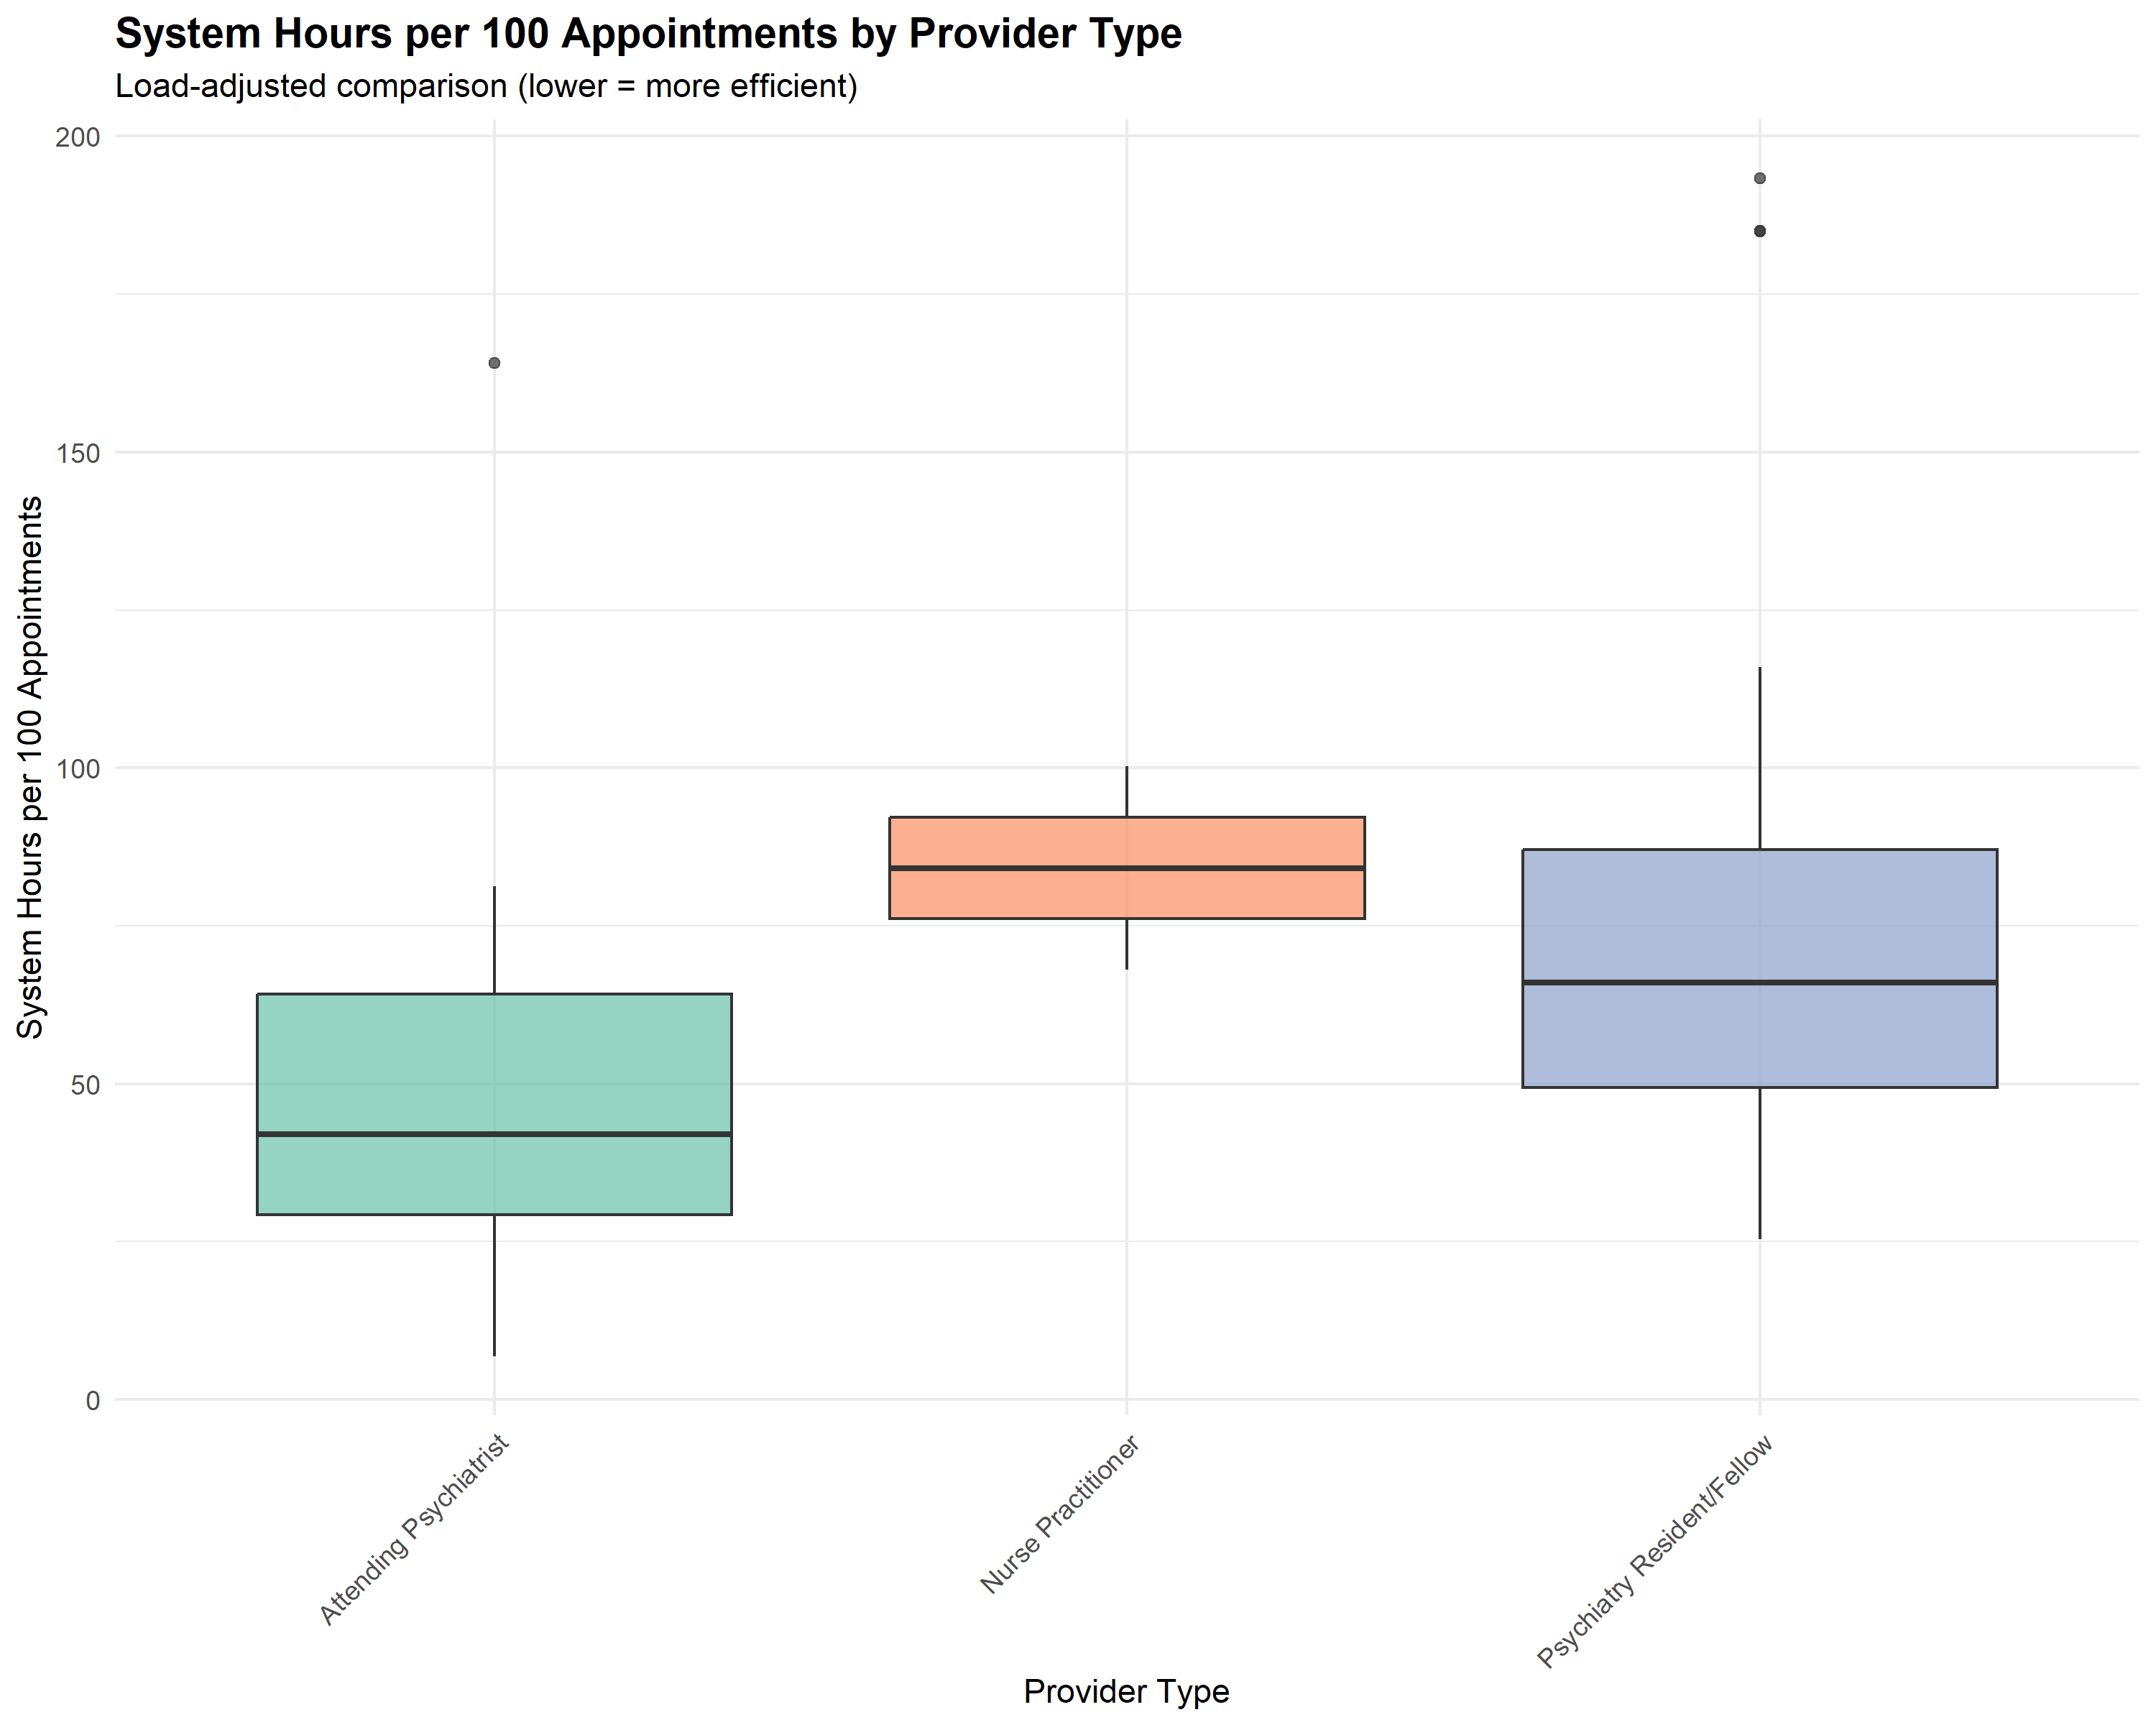 System Hours per 100 Appointments by Provider Type
Load-adjusted comparison (lower = more efficient)
System Hours per 100 Appointments
200
150
100
50
0
Attending Psychiatrist
Nurse Practitioner
Psychiatry Resident/Fellow
Provider Type